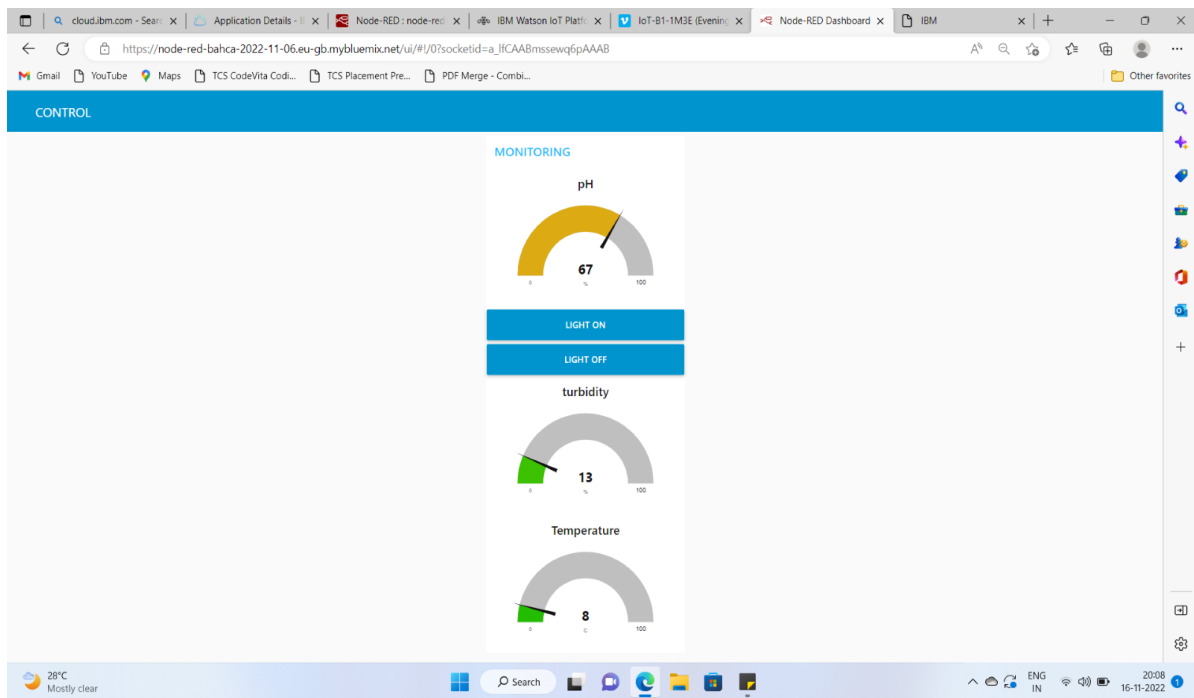 cloud.ibm.com - Searc
Application Details - I
Node-RED : node-red
IBM Watson IoT Platfo
IoT-B1-1M3E (Evening
Node-RED Dashboard
IBM
https://node-red-bahca-2022-11-06.eu-gb.mybluemix.net/ui/#!/0?socketid=a_lfCAABmssewq6pAAAB
Gmail YouTube Maps TCS CodeVita Codi... TCS Placement Pre... PDF Merge - Combi... Other favorites
CONTROL
MONITORING
pH
67
0 % 100
LIGHT ON
LIGHT OFF
turbidity
13
0 % 100
Temperature
8
0 C 100
28°C
Mostly clear
Search
ENG
IN
20:08
16-11-2022
1